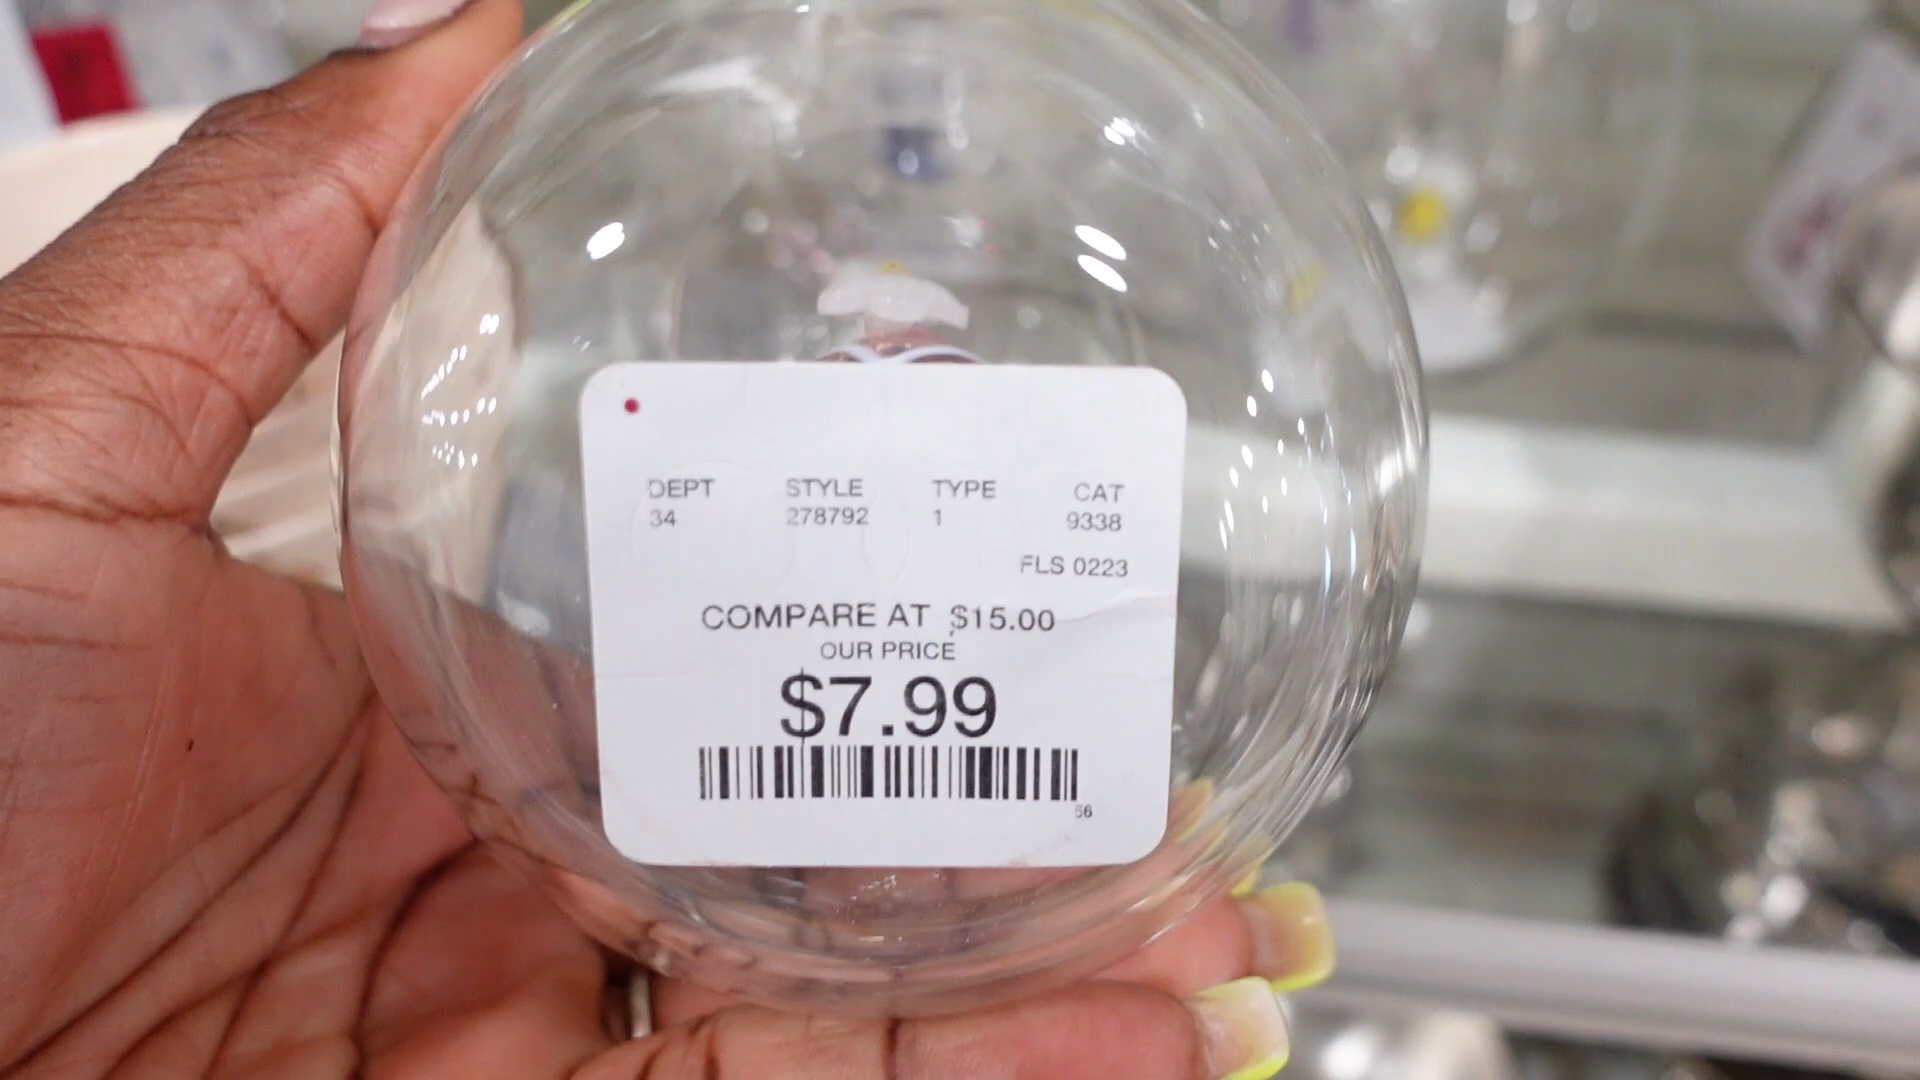 DEPT STYLE TYPE CAT
34 278792 1 9338
FLS 0223
COMPARE AT $15.00
OUR PRICE
$7.99
56